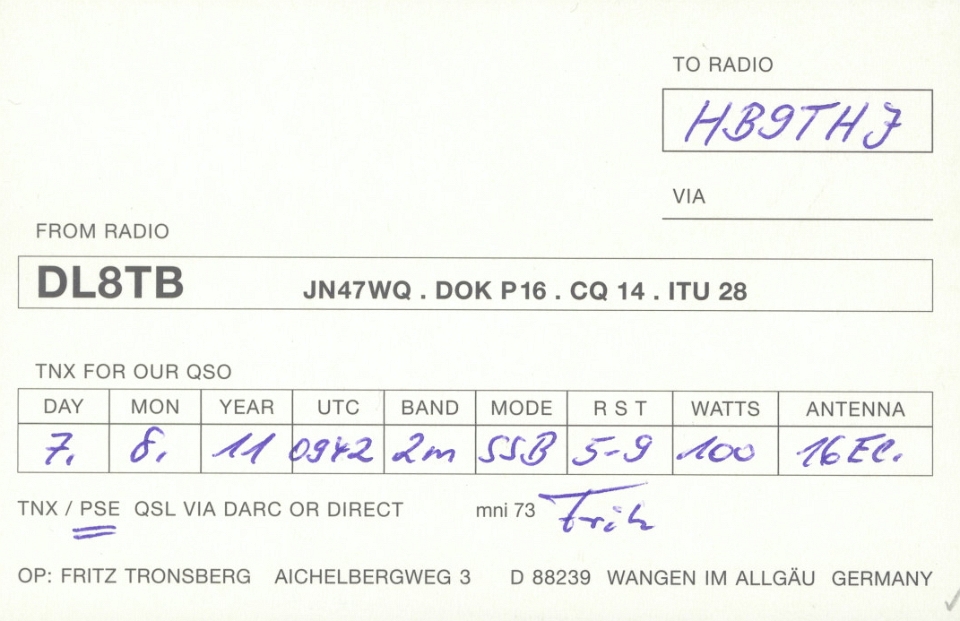 TO RADIO
HB9THJ
VIA
FROM RADIO
DL8TB JN47WQ . DOK P16 . CQ 14 . ITU 28
TNX FOR OUR QSO
DAY MON YEAR UTC BAND MODE R S T WATTS ANTENNA
7. 8. 11 0942 2m SSB 5-9 100 16 EL.
TNX / PSE QSL VIA DARC OR DIRECT mni 73 Fritz
OP: FRITZ TRONSBERG AICHELBERGWEG 3 D 88239 WANGEN IM ALLGÄU GERMANY